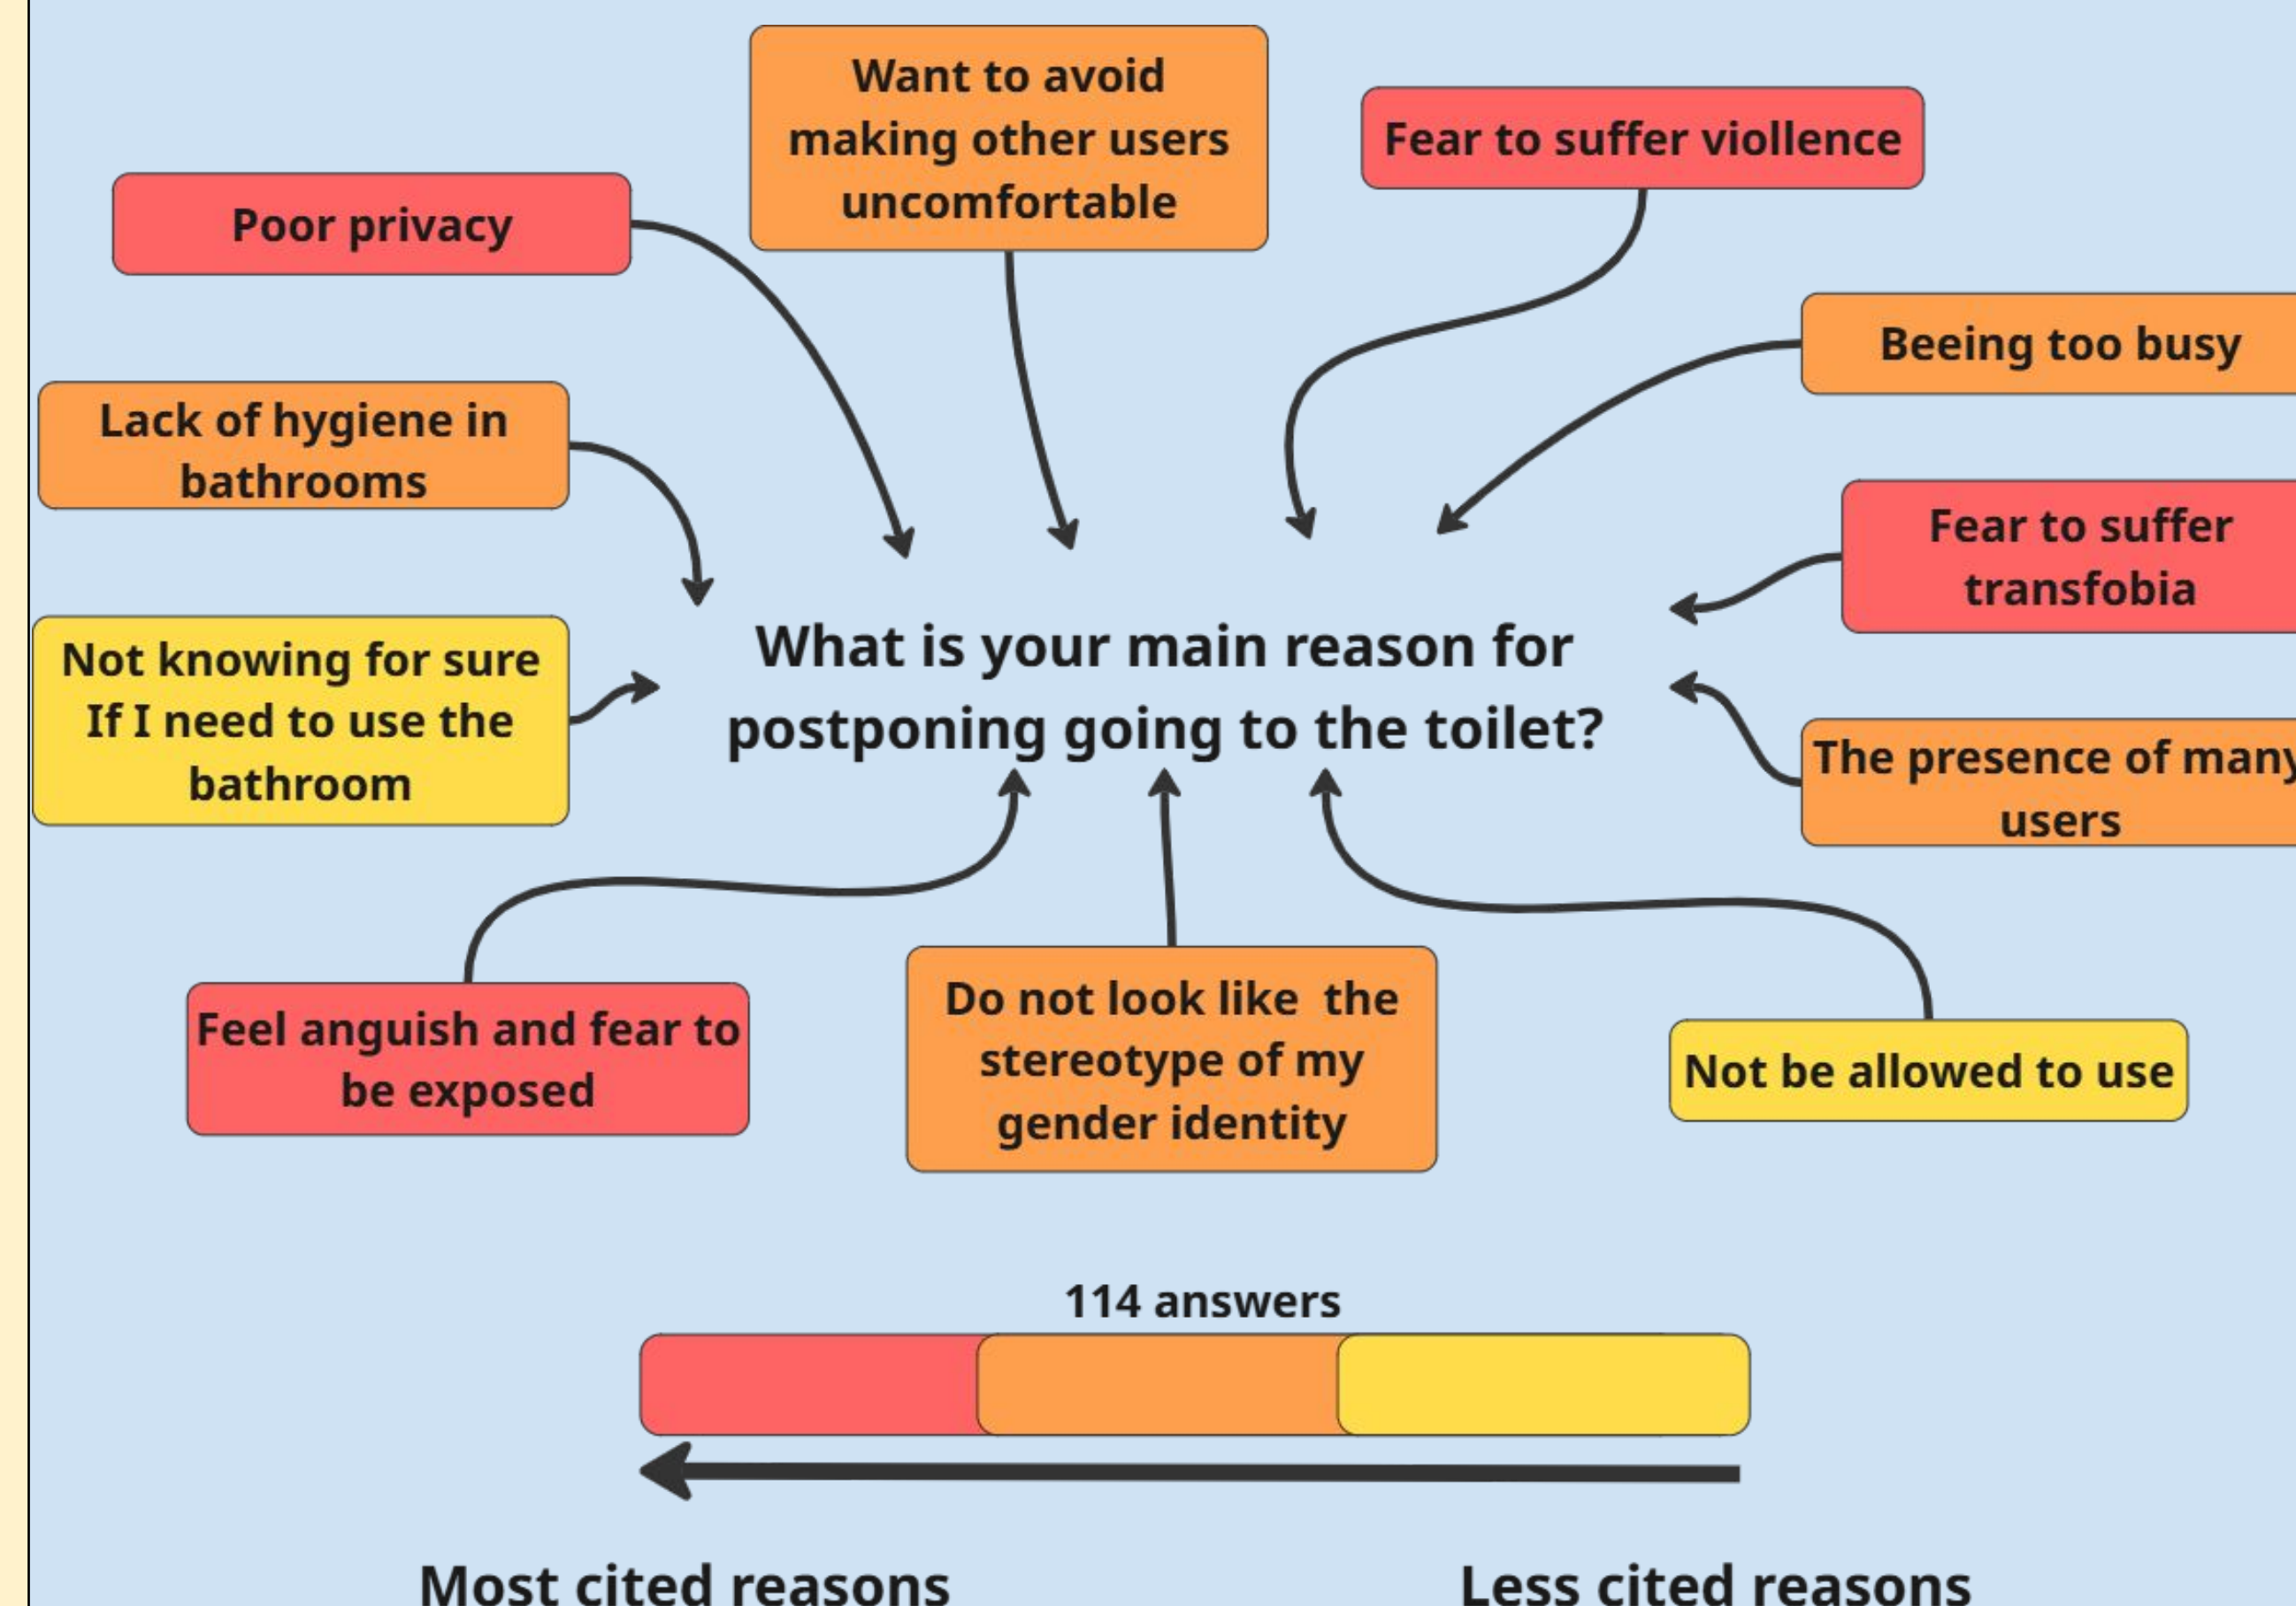 Want to avoid
making other users
uncomfortable
Fear to suffer viollence
Poor privacy
Beeing too busy
Lack of hygiene in
bathrooms
Fear to suffer
transfobia
Not knowing for sure
If I need to use the
bathroom
What is your main reason for
postponing going to the toilet?
The presence of many
users
Feel anguish and fear to
be exposed
Do not look like the
stereotype of my
gender identity
Not be allowed to use
114 answers
Most cited reasons
Less cited reasons